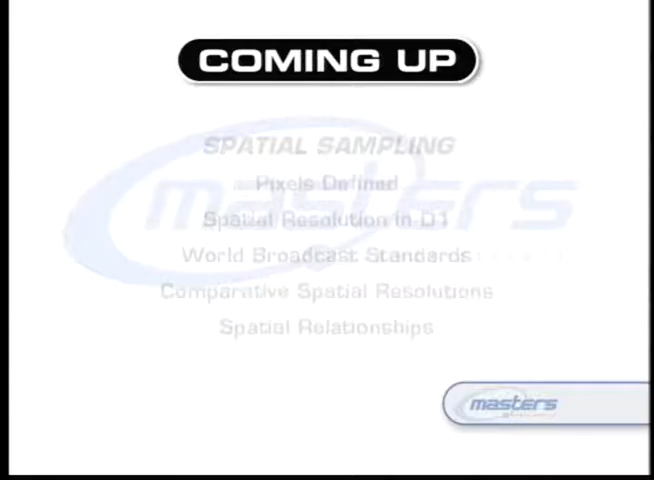 COMING UP
SPATIAL SAMPLING
Pixels Defined
Spatial Resolution in D1
World Broadcast Standards
Comparative Spatial Resolutions
Spatial Relationships
masters
masters